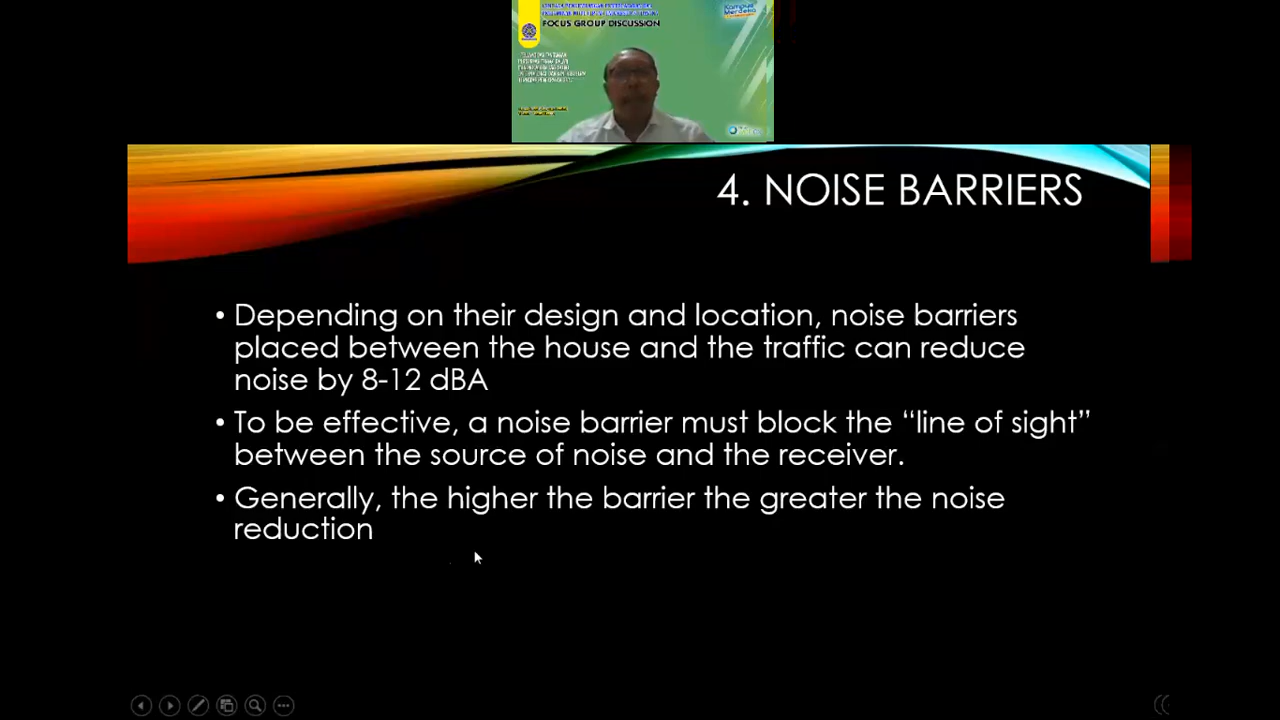 FOCUS GROUP DISCUSSION
Kampus
Merdeka
4. NOISE BARRIERS
• Depending on their design and location, noise barriers
placed between the house and the traffic can reduce
noise by 8-12 dBA
• To be effective, a noise barrier must block the “line of sight”
between the source of noise and the receiver.
• Generally, the higher the barrier the greater the noise
reduction